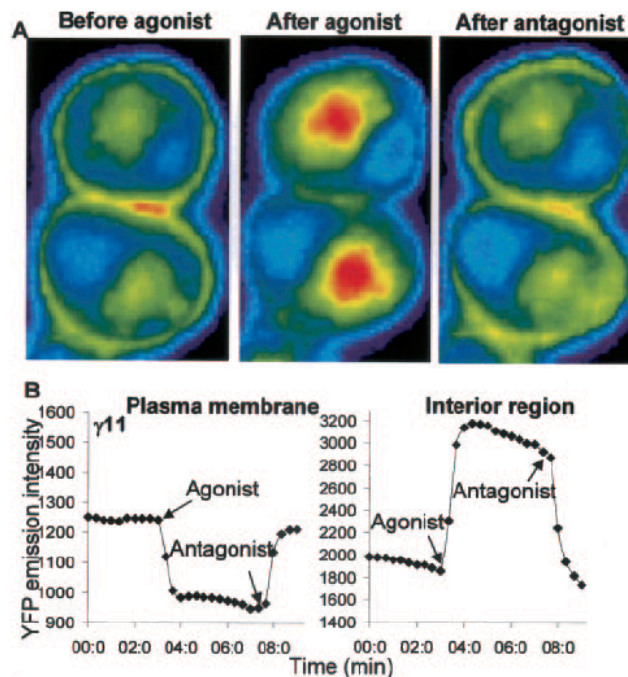 A
Before agonist After agonist After antagonist
B
Plasma membrane Interior region
γ11
YFP emission intensity
1600
1500
1400
1300
1200
1100
1000
900
Agonist
Antagonist
00:0 02:0 04:0 06:0 08:0
3200
3000
2800
2600
2400
2200
2000
1800
1600
1400
Antagonist
Agonist
00:0 02:0 04:0 06:0 08:0
Time (min)